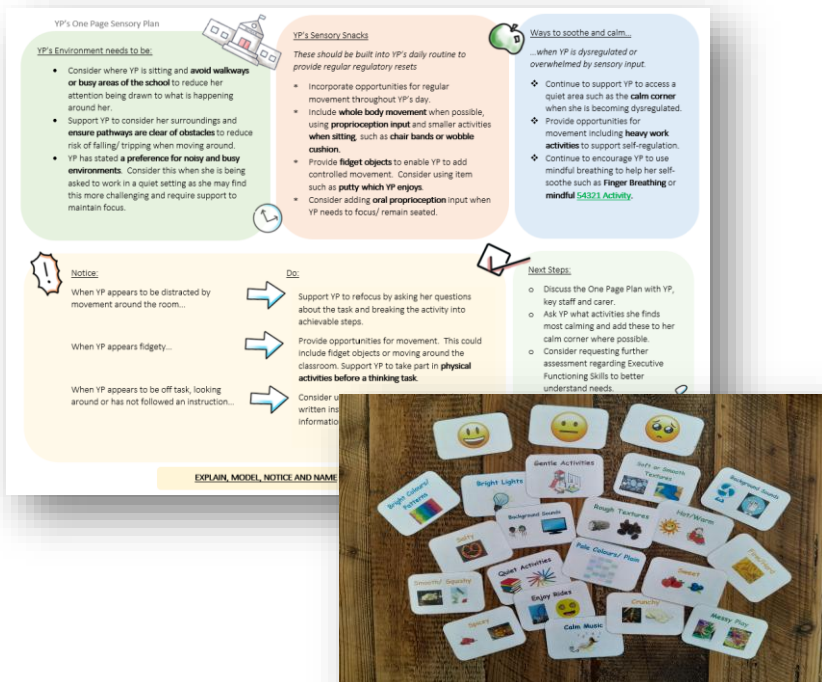 YP's One Page Sensory Plan
YP's Environment needs to be:
• Consider where YP is sitting and avoid walkways
or busy areas of the school to reduce her
attention being drawn to what is happening
around her.
• Support YP to consider her surroundings and
ensure pathways are clear of obstacles to reduce
risk of falling/ tripping when moving around.
• YP has stated a preference for noisy and busy
environments. Consider this when she is being
asked to work in a quiet setting as she may find
this more challenging and require support to
maintain focus.
YP's Sensory Snacks
These should be built into YP's daily routine to
provide regular regulatory resets
Incorporate opportunities for regular
movement throughout YP's day.
Include whole body movement when possible,
using proprioception input and smaller activities
when sitting, such as chair bands or wobble
cushion.
Provide fidget objects to enable YP to add
controlled movement. Consider using item
such as putty which YP enjoys.
Consider adding oral proprioception input when
YP needs to focus/ remain seated.
Ways to soothe and calm...
...when YP is dysregulated or
overwhelmed by sensory input.
❖ Continue to support YP to access a
quiet area such as the calm corner
when she is becoming dysregulated.
❖ Provide opportunities for
movement including heavy work
activities to support self-regulation.
❖ Continue to encourage YP to use
mindful breathing to help her self-
soothe such as Finger Breathing or
mindful 54321 Activity.
Notice:
When YP appears to be distracted by
movement around the room...
When YP appears fidgety...
When YP appears to be off task, looking
around or has not followed an instruction...
Do:
Support YP to refocus by asking her questions
about the task and breaking the activity into
achievable steps.
Provide opportunities for movement. This could
include fidget objects or moving around the
classroom. Support YP to take part in physical
activities before a thinking task.
Consider u
written ins
informatio
Next Steps:
o Discuss the One Page Plan with YP,
key staff and carer.
o Ask YP what activities she finds
most calming and add these to her
calm corner where possible.
o Consider requesting further
assessment regarding Executive
Functioning Skills to better
understand needs.
EXPLAIN, MODEL, NOTICE AND NAME
Bright Colours/
Patterns
Bright Lights
Gentle Activities
Soft or Smooth
Textures
Background Sounds
Salty
Background Sounds
Rough Textures
Hot/Warm
Smooth/ Squashy
Quiet Activities
Pale Colours/ Plain
Sweet
Spicy
Enjoy Rides
Crunchy
Messy Play
Calm Music